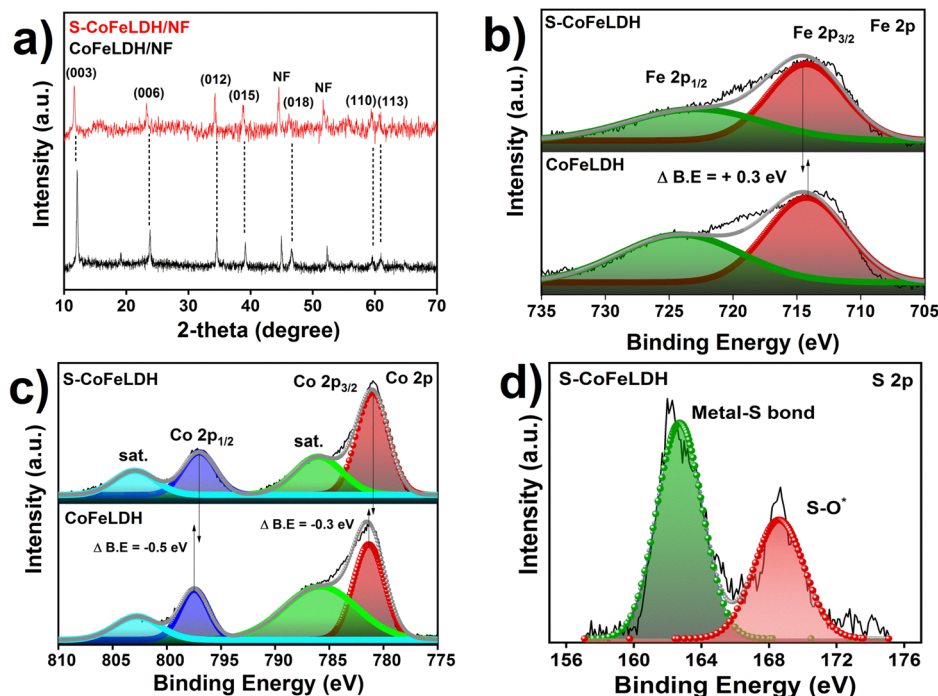 a)
S-CoFeLDH/NF
CoFeLDH/NF
(003)
(006)
(012)
(015)
NF
(018)
NF
(110)
(113)
Intensity (a.u.)
10 20 30 40 50 60 70
2-theta (degree)
b)
S-CoFeLDH
Fe 2p
Fe 2p3/2
Fe 2p1/2
CoFeLDH
Δ B.E = + 0.3 eV
Intensity (a.u.)
735 730 725 720 715 710 705
Binding Energy (eV)
c)
S-CoFeLDH
Co 2p3/2 Co 2p
Co 2p1/2
sat.
sat.
CoFeLDH
Δ B.E = -0.5 eV
Δ B.E = -0.3 eV
Intensity (a.u.)
810 805 800 795 790 785 780 775
Binding Energy (eV)
d)
S-CoFeLDH
S 2p
Metal-S bond
S-O*
Intensity (a.u.)
156 160 164 168 172 176
Binding Energy (eV)